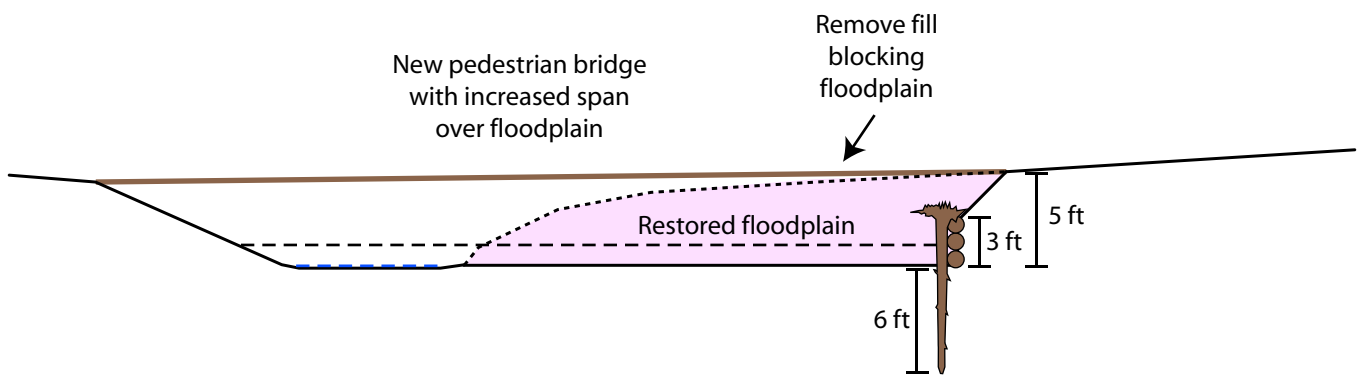 Remove fill
blocking
floodplain
New pedestrian bridge
with increased span
over floodplain
Restored floodplain
5 ft
3 ft
6 ft